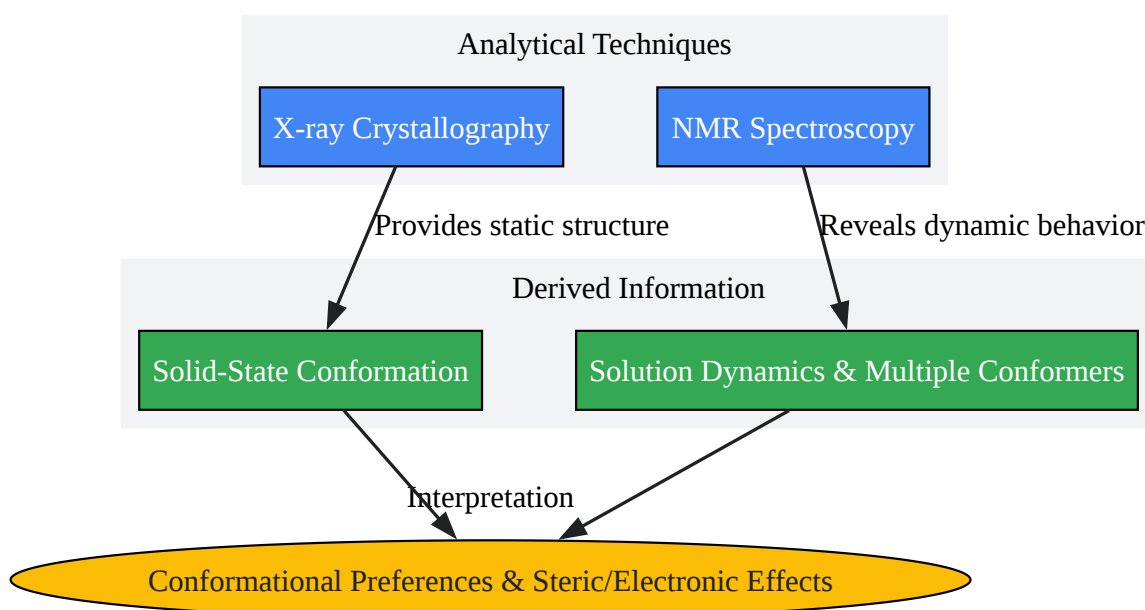 Analytical Techniques
X-ray Crystallography
NMR Spectroscopy
Provides static structure
Reveals dynamic behavior
Derived Information
Solid-State Conformation
Solution Dynamics & Multiple Conformers
Interpretation
Conformational Preferences & Steric/Electronic Effects